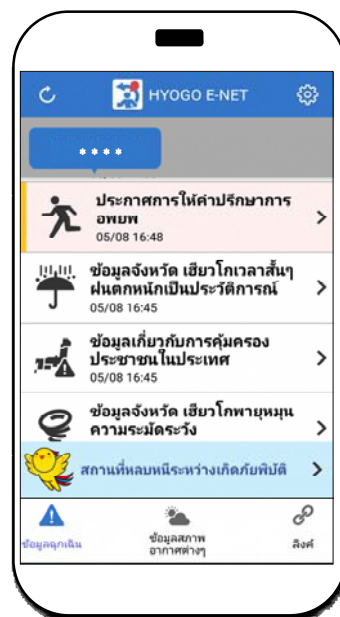 HYOGO E-NET
****
ประกาศการให้คำปรึกษาการ
อพยพ
05/08 16:48
ข้อมูลจังหวัด เฮียวโกเวลาสั้นๆ
ฝนตกหนักเป็นประวัติการณ์
05/08 16:45
ข้อมูลเกี่ยวกับการคุ้มครอง
ประชาชนในประเทศ
05/08 16:45
ข้อมูลจังหวัด เฮียวโกพายุหมุน
ความระมัดระวัง
สถานที่หลบหนีระหว่างเกิดภัยพิบัติ
ข้อมูลฉุกเฉิน
ข้อมูลสภาพ
อากาศต่างๆ
ลิงค์